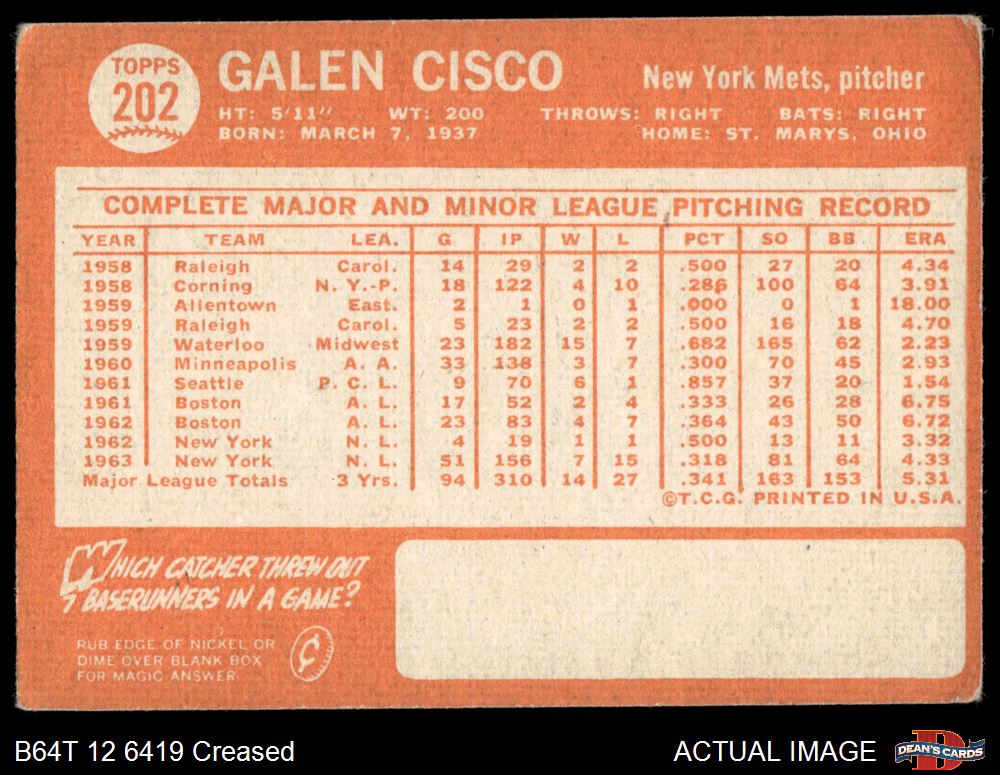 TOPPS
202
GALEN CISCO
New York Mets, pitcher
HT: 5'11" WT: 200 THROWS: RIGHT BATS: RIGHT
BORN: MARCH 7, 1937 HOME: ST. MARYS, OHIO
COMPLETE MAJOR AND MINOR LEAGUE PITCHING RECORD
YEAR TEAM LEA. G IP W L PCT SO BB ERA
1958 Raleigh Carol. 14 29 2 2 .500 27 20 4.34
1958 Corning N. Y.-P. 18 122 4 10 .286 100 64 3.91
1959 Allentown East. 2 1 0 1 .000 0 1 18.00
1959 Raleigh Carol. 5 23 2 2 .500 16 18 4.70
1959 Waterloo Midwest 23 182 15 7 .682 165 62 2.23
1960 Minneapolis A. A. 33 138 3 7 .300 70 45 2.93
1961 Seattle P. C. L. 9 70 6 1 .857 37 20 1.54
1961 Boston A. L. 17 52 2 4 .333 26 28 6.75
1962 Boston A. L. 23 83 4 7 .364 43 50 6.72
1962 New York N. L. 4 19 1 1 .500 13 11 3.32
1963 New York N. L. 51 156 7 15 .318 81 64 4.33
Major League Totals 3 Yrs. 94 310 14 27 .341 163 153 5.31
©T.C.G. PRINTED IN U.S.A.
WHICH CATCHER THREW OUT
7 BASERUNNERS IN A GAME?
RUB EDGE OF NICKEL OR
DIME OVER BLANK BOX
FOR MAGIC ANSWER
¢
B64T 12 6419 Creased
ACTUAL IMAGE
DEAN'S CARDS